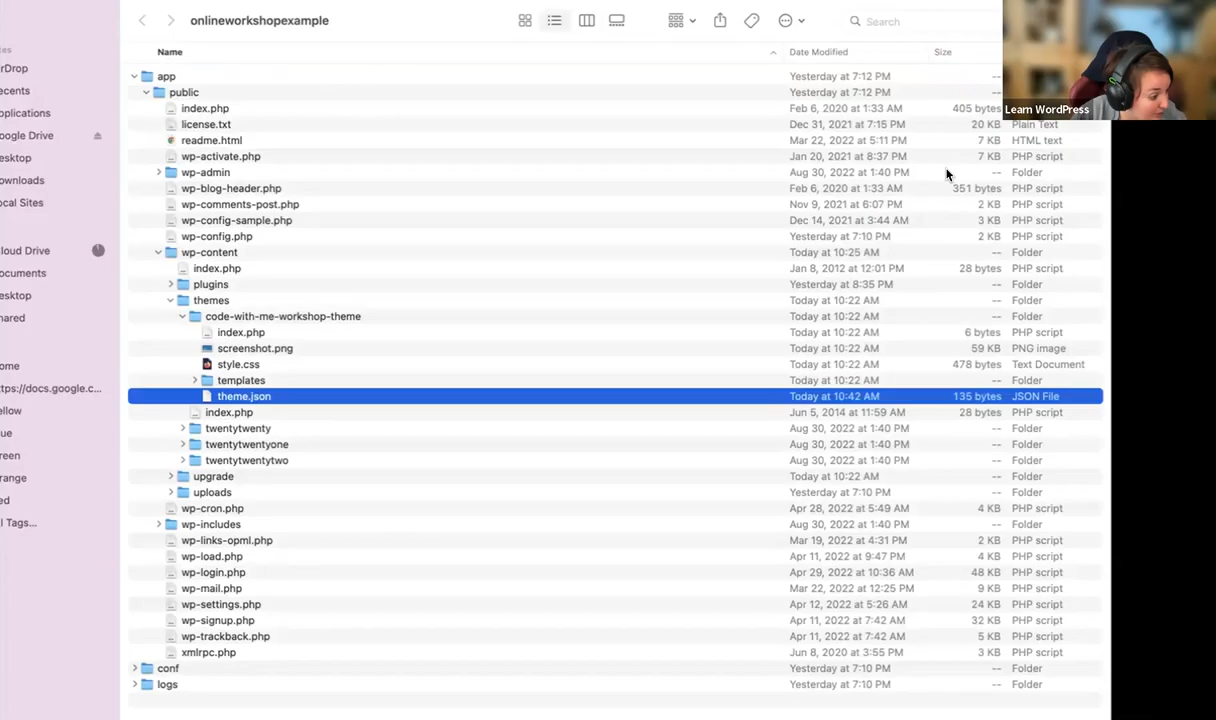 onlineworkshopexample
Search
Name Date Modified Size
app Yesterday at 7:12 PM --
public Yesterday at 7:12 PM --
index.php Feb 6, 2020 at 1:33 AM 405 bytes
license.txt Dec 31, 2021 at 7:15 PM 20 KB Plain Text
readme.html Mar 22, 2022 at 5:11 PM 7 KB HTML text
wp-activate.php Jan 20, 2021 at 8:37 PM 7 KB PHP script
wp-admin Aug 30, 2022 at 1:40 PM -- Folder
wp-blog-header.php Feb 6, 2020 at 1:33 AM 351 bytes PHP script
wp-comments-post.php Nov 9, 2021 at 6:07 PM 2 KB PHP script
wp-config-sample.php Dec 14, 2021 at 3:44 AM 3 KB PHP script
wp-config.php Yesterday at 7:10 PM 2 KB PHP script
wp-content Today at 10:25 AM -- Folder
index.php Jan 8, 2012 at 12:01 PM 28 bytes PHP script
plugins Yesterday at 8:35 PM -- Folder
themes Today at 10:22 AM -- Folder
code-with-me-workshop-theme Today at 10:22 AM -- Folder
index.php Today at 10:22 AM 6 bytes PHP script
screenshot.png Today at 10:22 AM 59 KB PNG image
style.css Today at 10:22 AM 478 bytes Text Document
templates Today at 10:22 AM -- Folder
theme.json Today at 10:42 AM 135 bytes JSON File
index.php Jun 5, 2014 at 11:59 AM 28 bytes PHP script
twentytwenty Aug 30, 2022 at 1:40 PM -- Folder
twentytwentyone Aug 30, 2022 at 1:40 PM -- Folder
twentytwentytwo Aug 30, 2022 at 1:40 PM -- Folder
upgrade Today at 10:22 AM -- Folder
uploads Yesterday at 7:10 PM -- Folder
wp-cron.php Apr 28, 2022 at 5:49 AM 4 KB PHP script
wp-includes Aug 30, 2022 at 1:40 PM -- Folder
wp-links-opml.php Mar 19, 2022 at 4:31 PM 2 KB PHP script
wp-load.php Apr 11, 2022 at 9:47 PM 4 KB PHP script
wp-login.php Apr 29, 2022 at 10:36 AM 48 KB PHP script
wp-mail.php Mar 22, 2022 at 12:25 PM 9 KB PHP script
wp-settings.php Apr 12, 2022 at 5:26 AM 24 KB PHP script
wp-signup.php Apr 11, 2022 at 7:42 AM 32 KB PHP script
wp-trackback.php Apr 11, 2022 at 7:42 AM 5 KB PHP script
xmlrpc.php Jun 8, 2020 at 3:55 PM 3 KB PHP script
conf Yesterday at 7:10 PM -- Folder
logs Yesterday at 7:10 PM -- Folder
tes
rDrop
ecents
pplications
oogle Drive
esktop
ownloads
ocal Sites
loud Drive
ocuments
esktop
hared
ome
ttps://docs.google.c...
ellow
ue
reen
range
ed
l Tags...
Learn WordPress